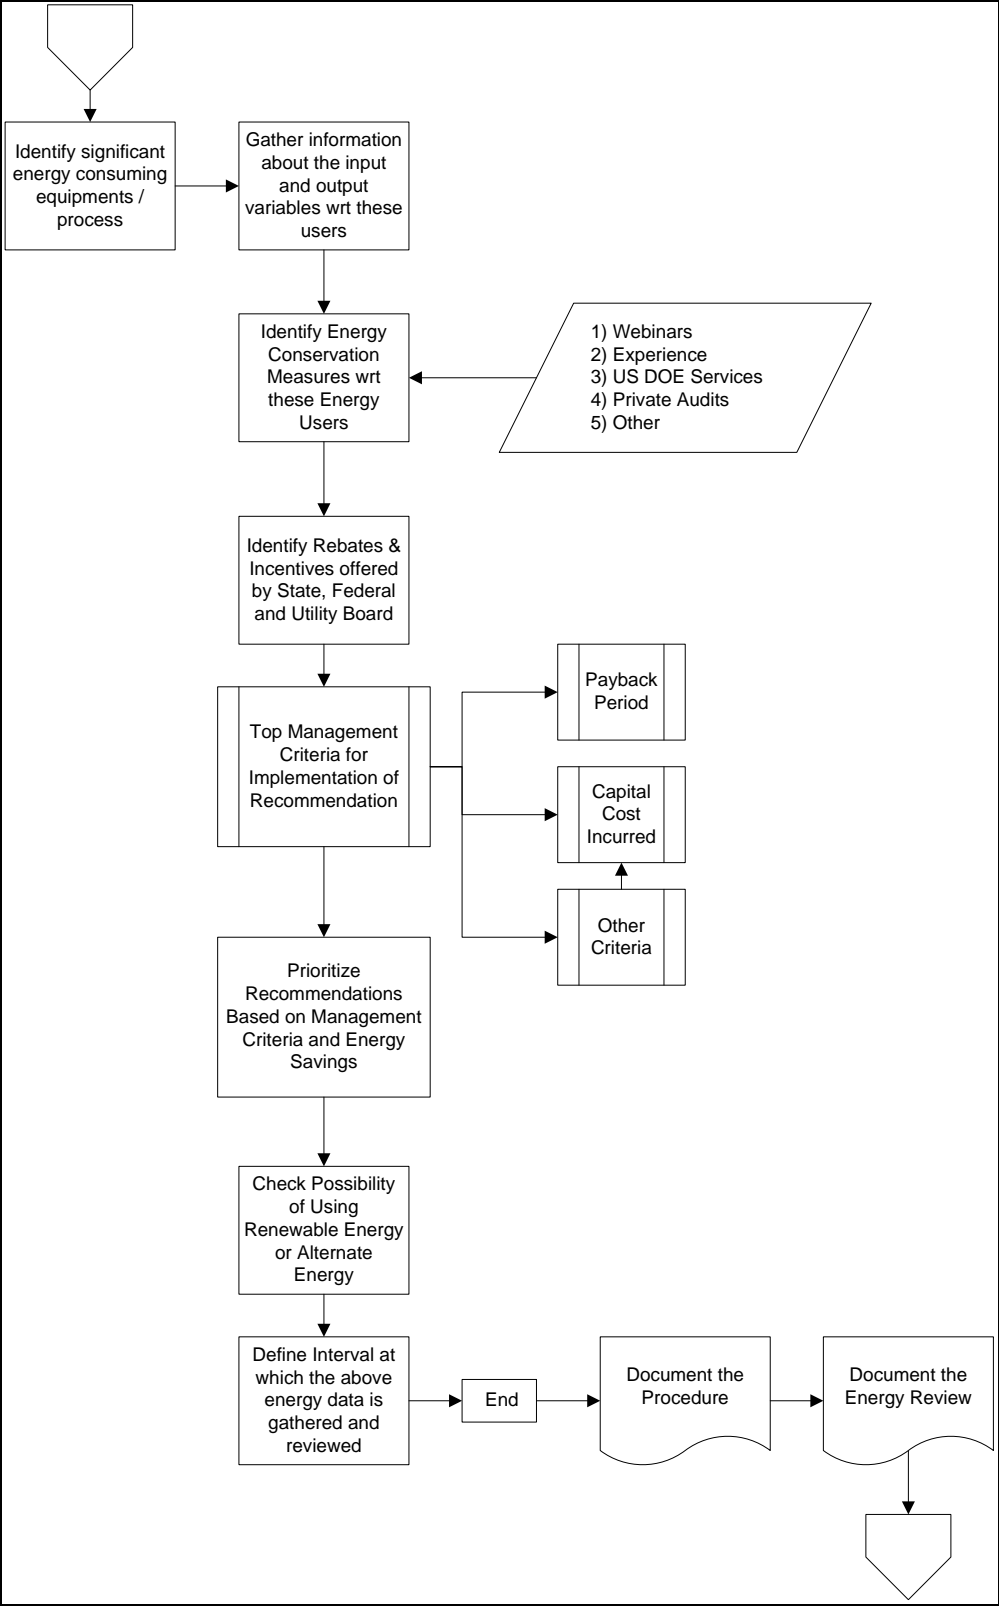 Identify significant
energy consuming
equipments /
process
Gather information
about the input
and output
variables wrt these
users
Identify Energy
Conservation
Measures wrt
these Energy
Users
1) Webinars
2) Experience
3) US DOE Services
4) Private Audits
5) Other
Identify Rebates &
Incentives offered
by State, Federal
and Utility Board
Top Management
Criteria for
Implementation of
Recommendation
Payback
Period
Capital
Cost
Incurred
Other
Criteria
Prioritize
Recommendations
Based on Management
Criteria and Energy
Savings
Check Possibility
of Using
Renewable Energy
or Alternate
Energy
Define Interval at
which the above
energy data is
gathered and
reviewed
End
Document the
Procedure
Document the
Energy Review